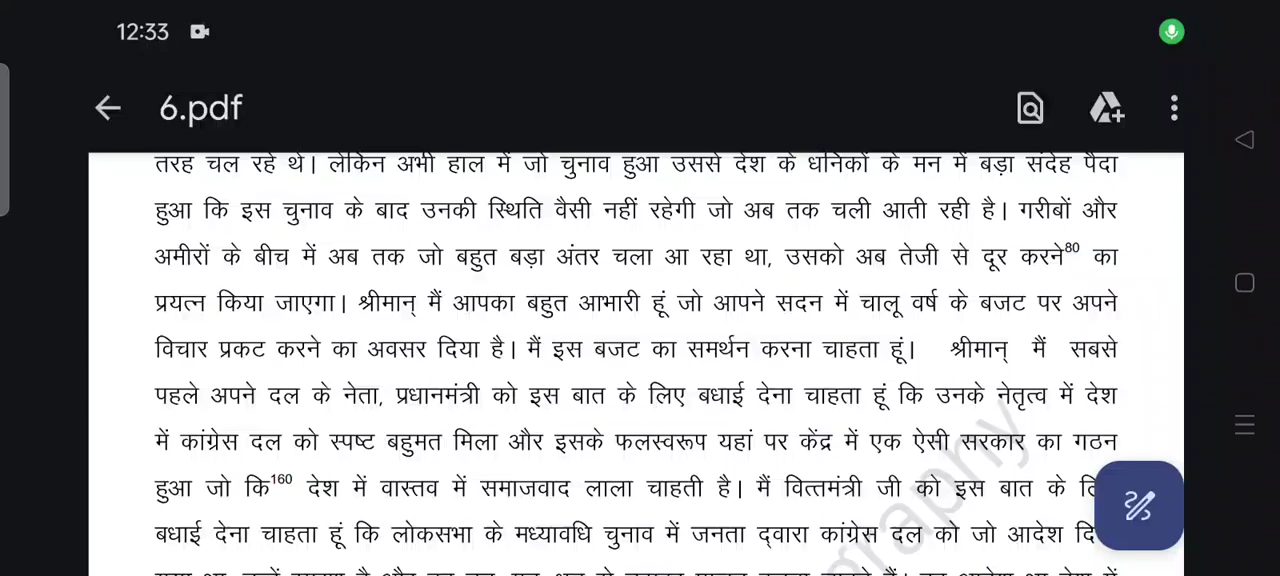 12:33
6.pdf
तरह चल रहे थे। लेकिन अभी हाल में जो चुनाव हुआ उससे देश के धनिकों के मन में बड़ा संदेह पैदा
हुआ कि इस चुनाव के बाद उनकी स्थिति वैसी नहीं रहेगी जो अब तक चली आती रही है। गरीबों और
अमीरों के बीच में अब तक जो बहुत बड़ा अंतर चला आ रहा था, उसको अब तेजी से दूर करने80 का
प्रयत्न किया जाएगा। श्रीमान् मैं आपका बहुत आभारी हूं जो आपने सदन में चालू वर्ष के बजट पर अपने
विचार प्रकट करने का अवसर दिया है। मैं इस बजट का समर्थन करना चाहता हूं। श्रीमान् मैं सबसे
पहले अपने दल के नेता, प्रधानमंत्री को इस बात के लिए बधाई देना चाहता हूं कि उनके नेतृत्व में देश
में कांग्रेस दल को स्पष्ट बहुमत मिला और इसके फलस्वरूप यहां पर केंद्र में एक ऐसी सरकार का गठन
हुआ जो कि160 देश में वास्तव में समाजवाद लाला चाहती है। मैं वित्तमंत्री जी को इस बात के
बधाई देना चाहता हूं कि लोकसभा के मध्यावधि चुनाव में जनता द्वारा कांग्रेस दल को जो आदेश
graphy